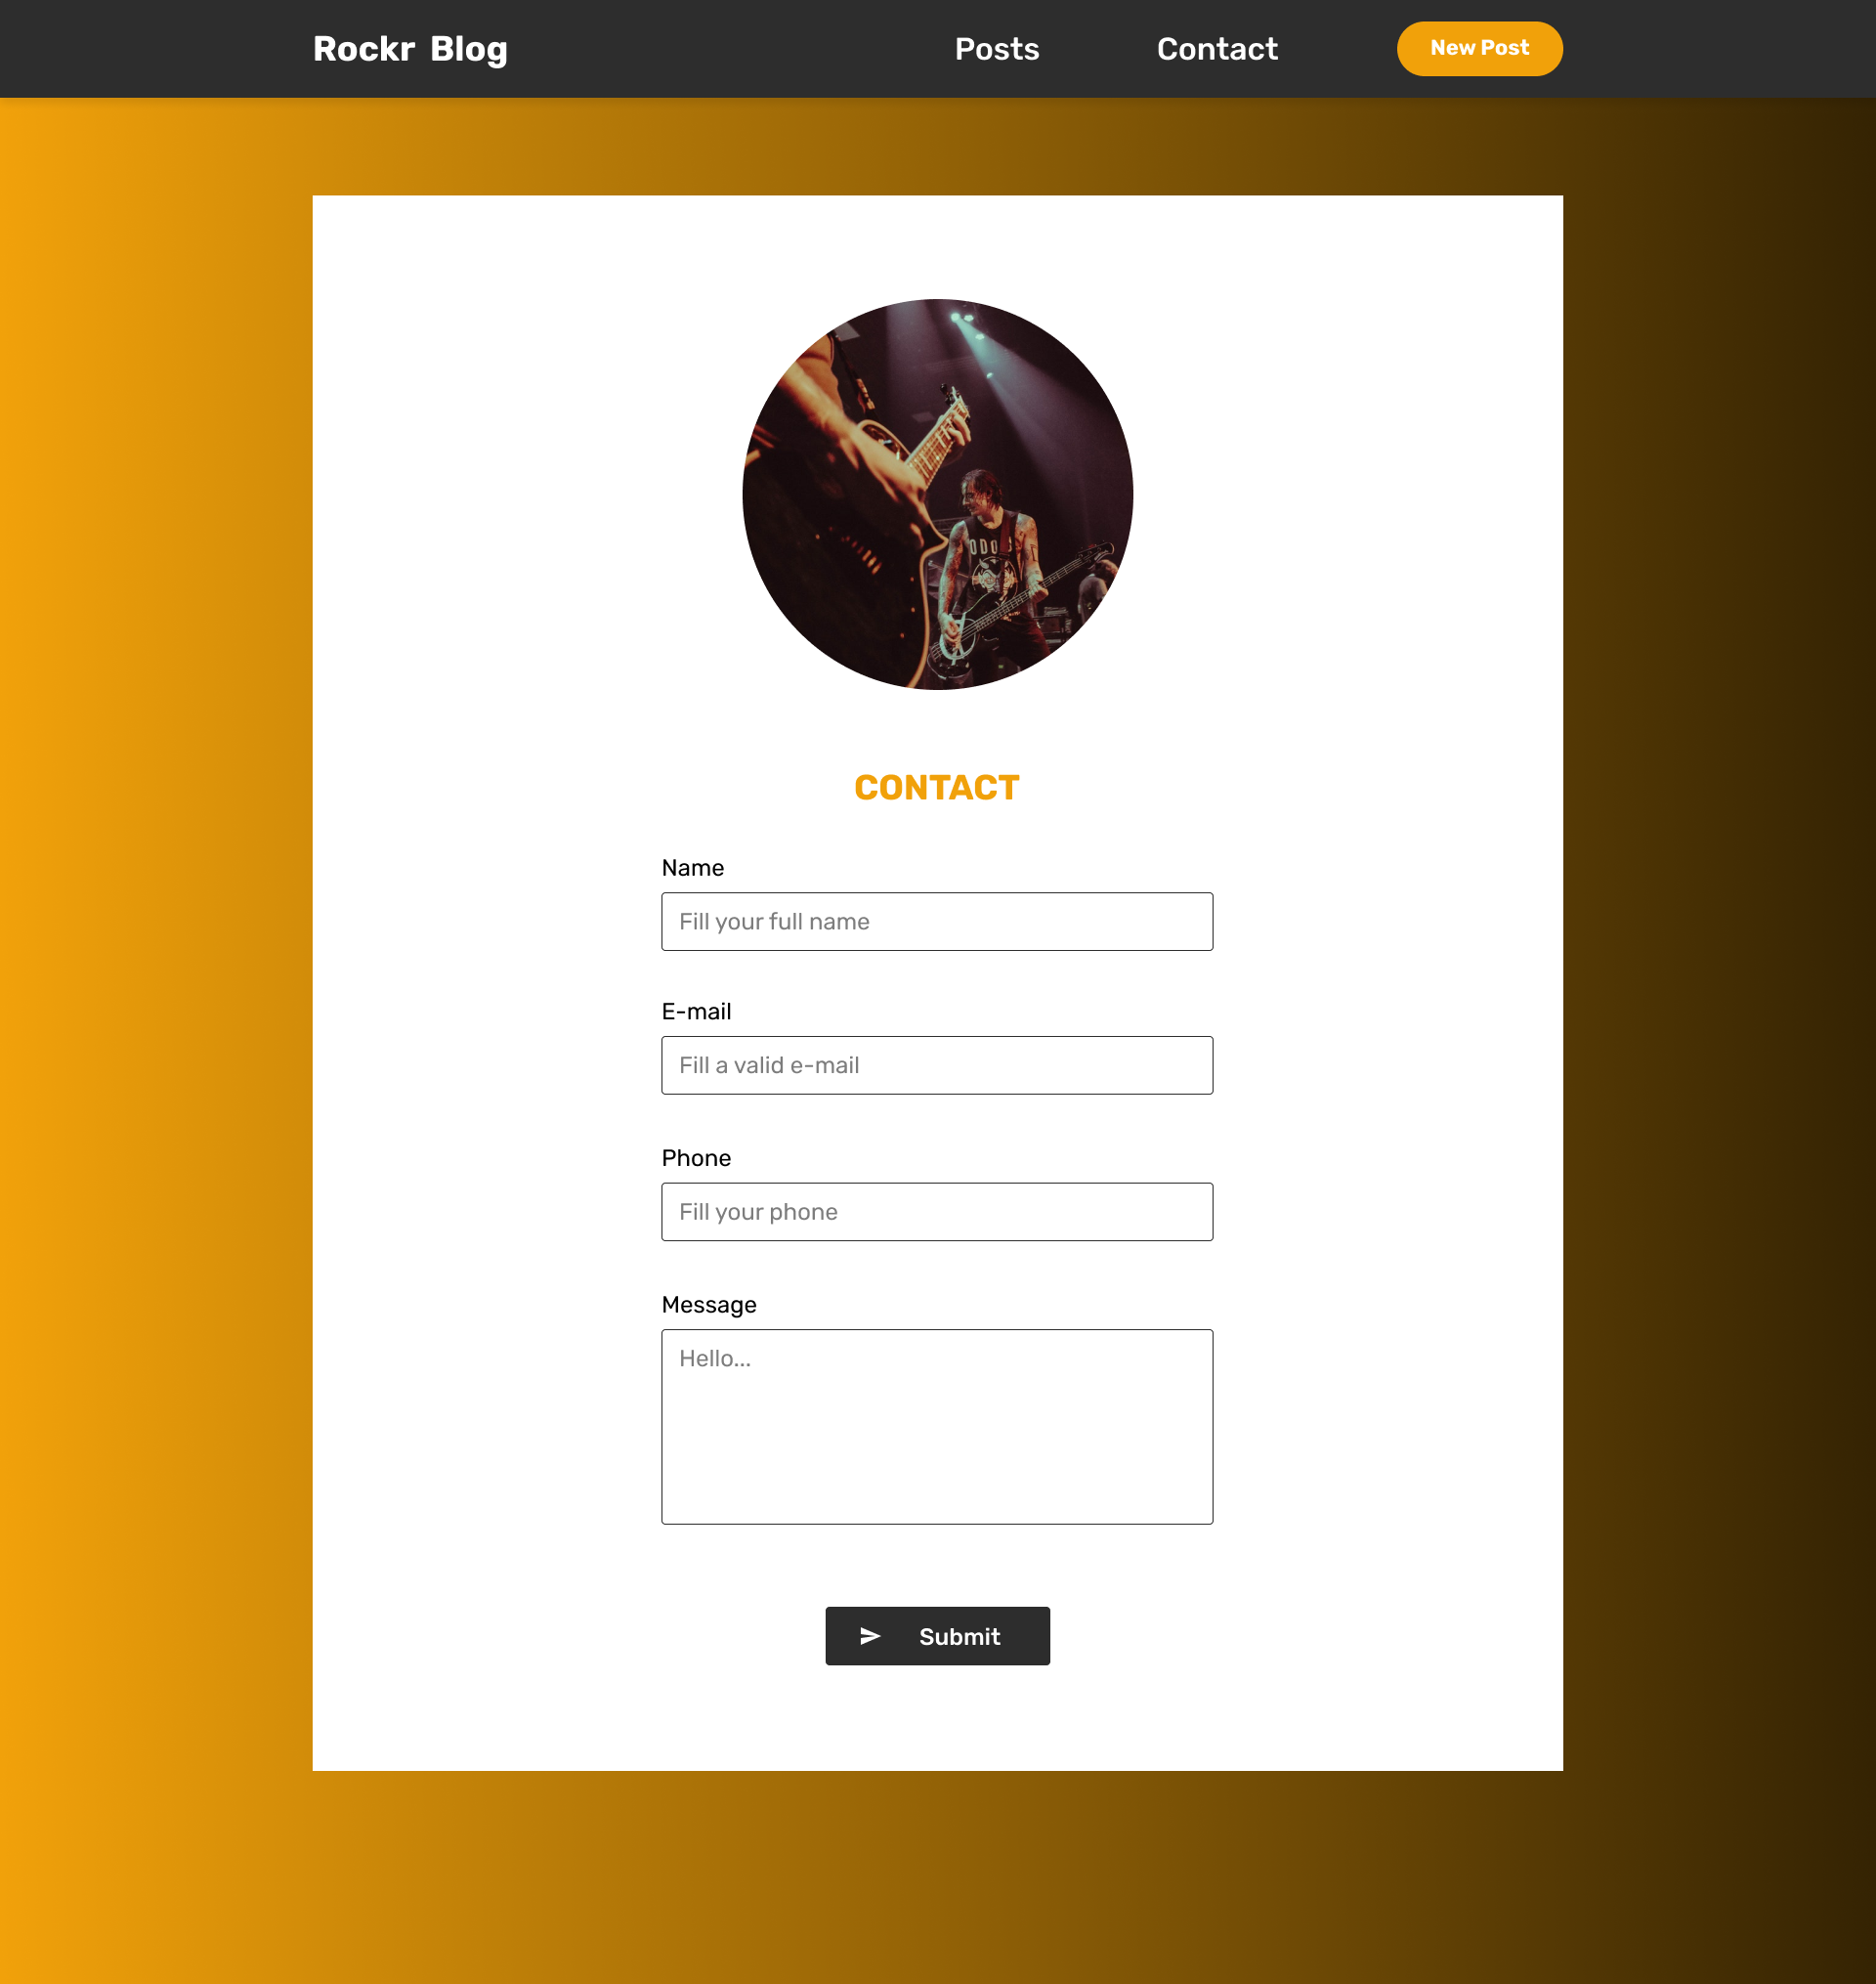 Rockr Blog
Posts
Contact
New Post
CONTACT
Name
Fill your full name
E-mail
Fill a valid e-mail
Phone
Fill your phone
Message
Hello...
Submit